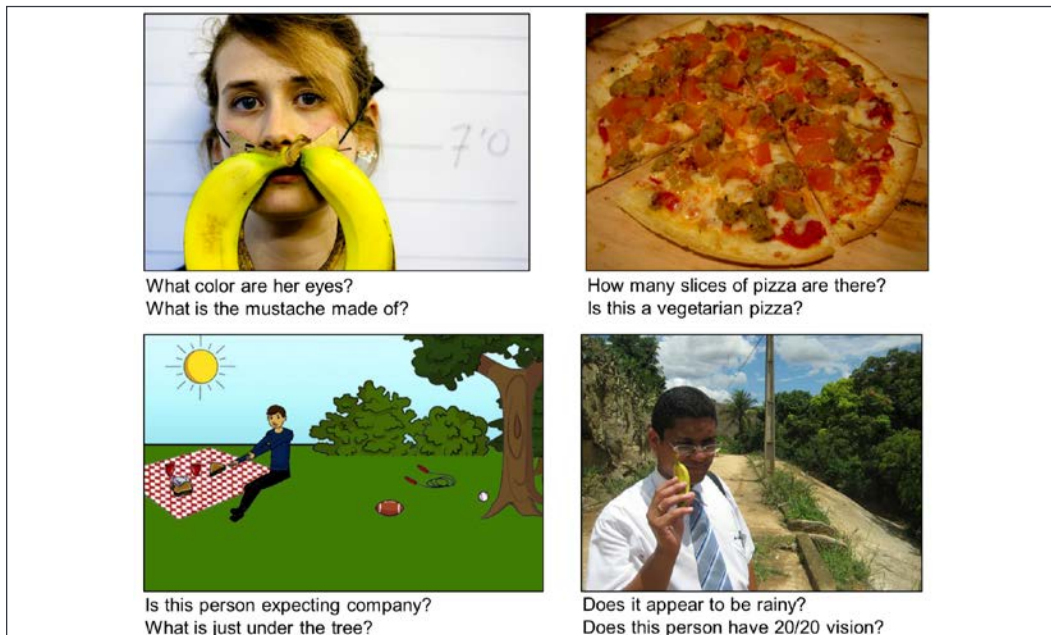 7'0
What color are her eyes?
What is the mustache made of?
How many slices of pizza are there?
Is this a vegetarian pizza?
Is this person expecting company?
What is just under the tree?
Does it appear to be rainy?
Does this person have 20/20 vision?